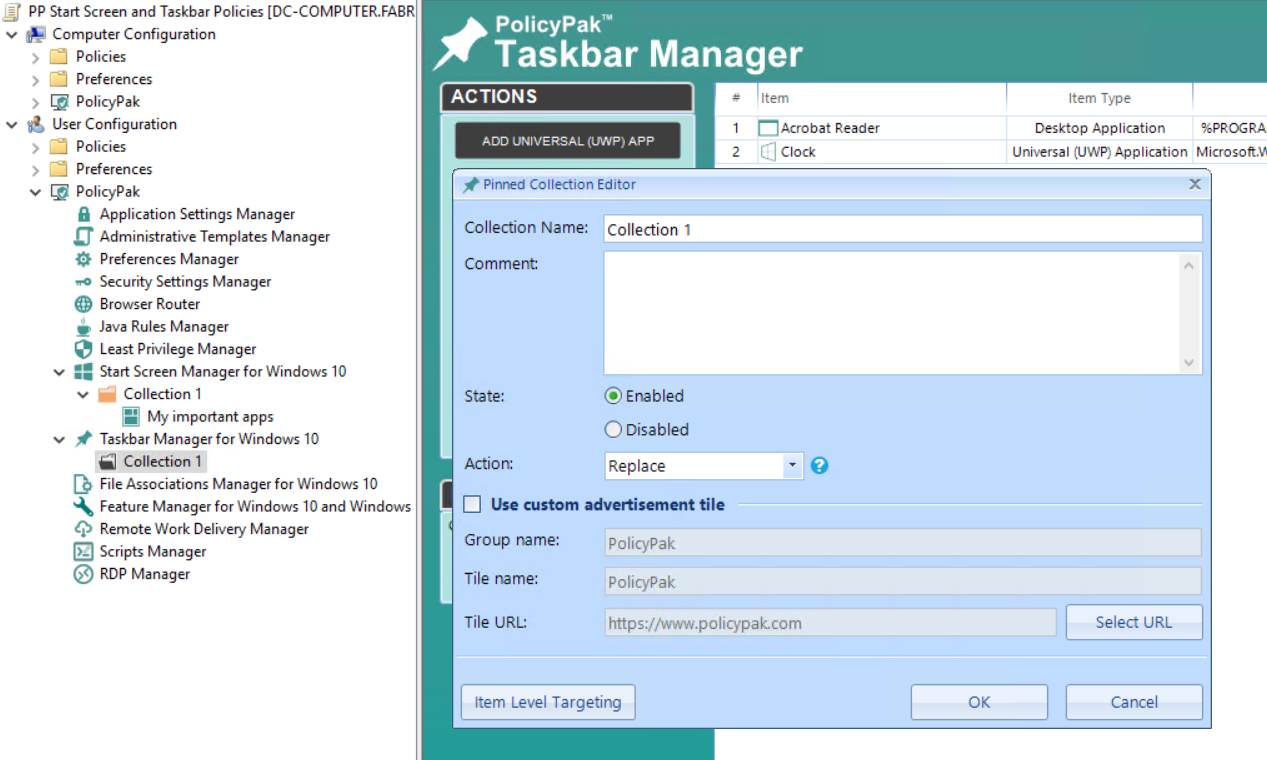 PP Start Screen and Taskbar Policies [DC-COMPUTER.FABR
Computer Configuration
Policies
Preferences
PolicyPak
User Configuration
Policies
Preferences
PolicyPak
Application Settings Manager
Administrative Templates Manager
Preferences Manager
Security Settings Manager
Browser Router
Java Rules Manager
Least Privilege Manager
Start Screen Manager for Windows 10
Collection 1
My important apps
Taskbar Manager for Windows 10
Collection 1
File Associations Manager for Windows 10
Feature Manager for Windows 10 and Windows
Remote Work Delivery Manager
Scripts Manager
RDP Manager
PolicyPak™
Taskbar Manager
ACTIONS
ADD UNIVERSAL (UWP) APP
# Item Item Type
1 Acrobat Reader Desktop Application %PROGRA
2 Clock Universal (UWP) Application Microsoft.W
Pinned Collection Editor
Collection Name: Collection 1
Comment:
State: Enabled
Disabled
Action: Replace ?
Use custom advertisement tile
Group name: PolicyPak
Tile name: PolicyPak
Tile URL: https://www.policypak.com Select URL
Item Level Targeting OK Cancel